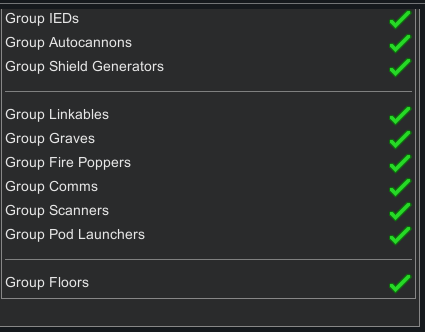 Group IEDs
Group Autocannons
Group Shield Generators
Group Linkables
Group Graves
Group Fire Poppers
Group Comms
Group Scanners
Group Pod Launchers
Group Floors